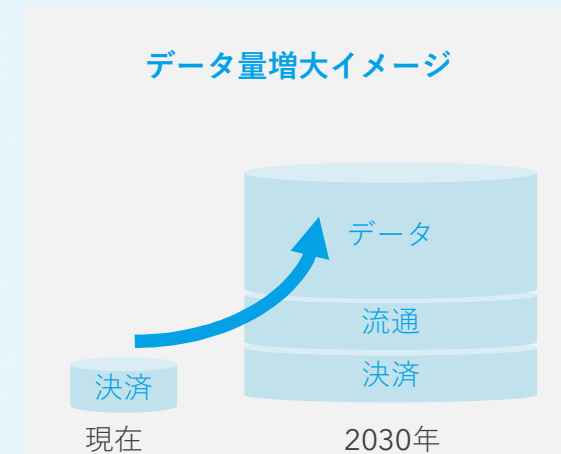 データ量増大イメージ
データ
流通
決済
決済
現在
2030年